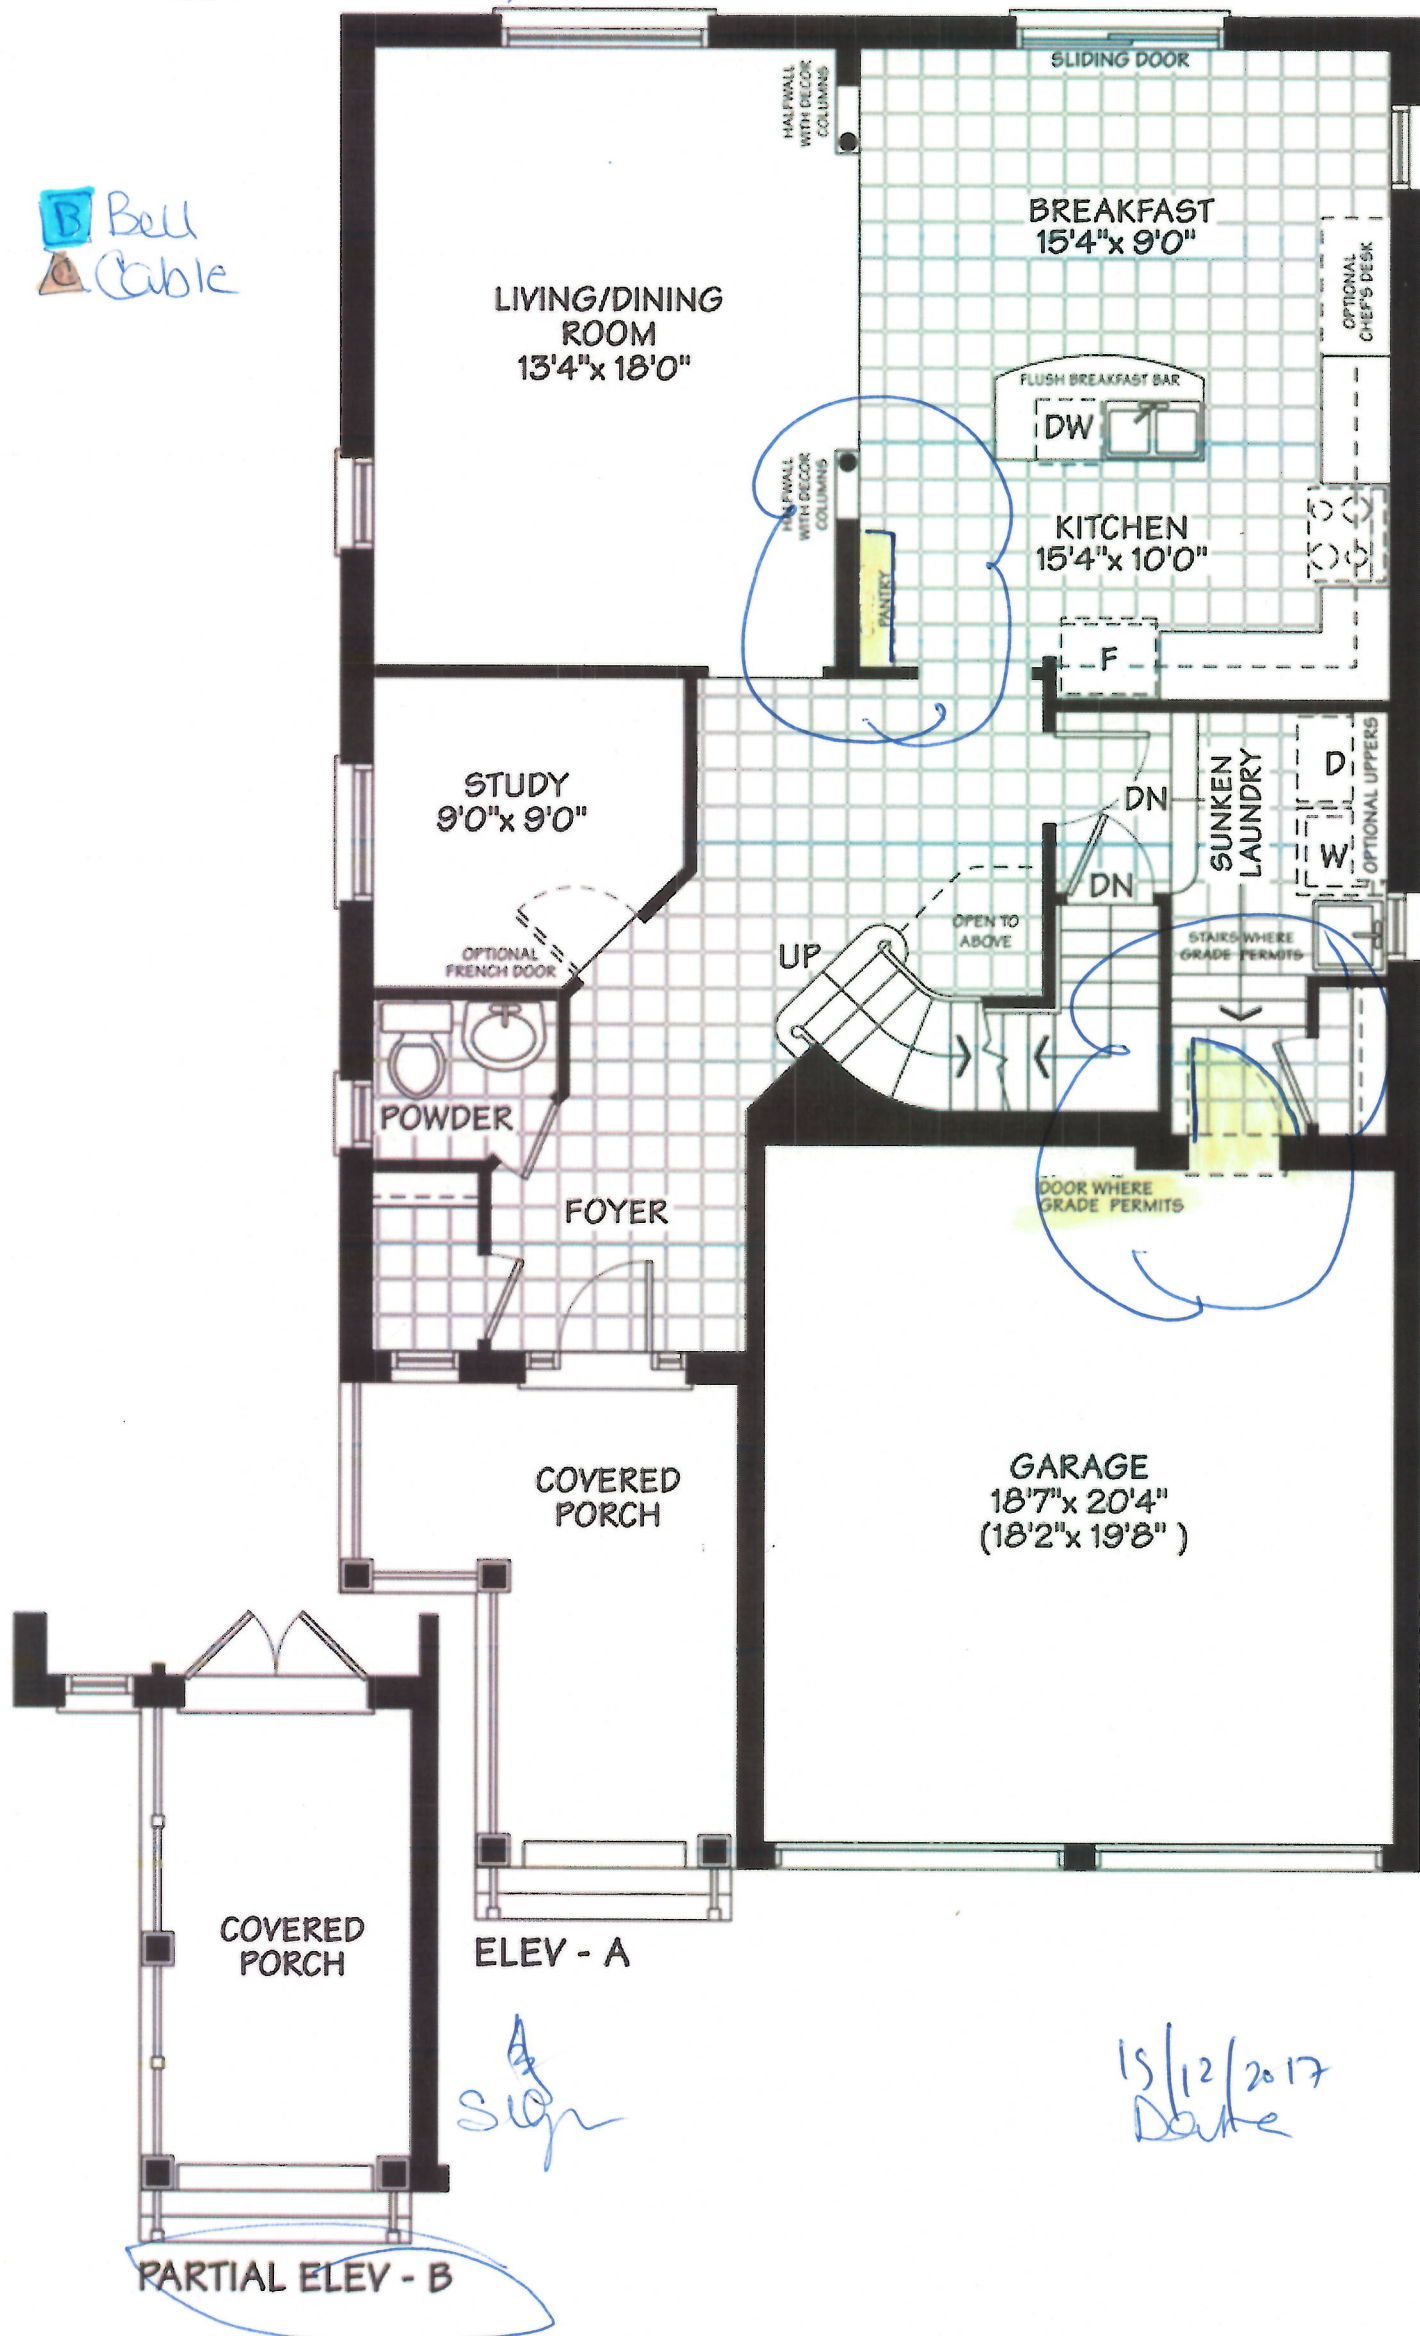 SLIDING DOOR
HALFWALL
WITH DECOR
COLUMNS
B Bell
C Cable
BREAKFAST
15'4"x 9'0"
OPTIONAL
CHEF'S DESK
LIVING/DINING
ROOM
13'4"x 18'0"
FLUSH BREAKFAST BAR
DW
HALFWALL
WITH DECOR
COLUMNS
KITCHEN
15'4"x 10'0"
PANTRY
F
STUDY
9'0"x 9'0"
DN
SUNKEN
LAUNDRY
D
W
OPTIONAL UPPERS
DN
OPTIONAL
FRENCH DOOR
UP
OPEN TO
ABOVE
STAIRS WHERE
GRADE PERMITS
POWDER
FOYER
DOOR WHERE
GRADE PERMITS
COVERED
PORCH
GARAGE
18'7"x 20'4"
(18'2"x 19'8" )
COVERED
PORCH
ELEV - A
Sign
15/12/2017
Date
PARTIAL ELEV - B